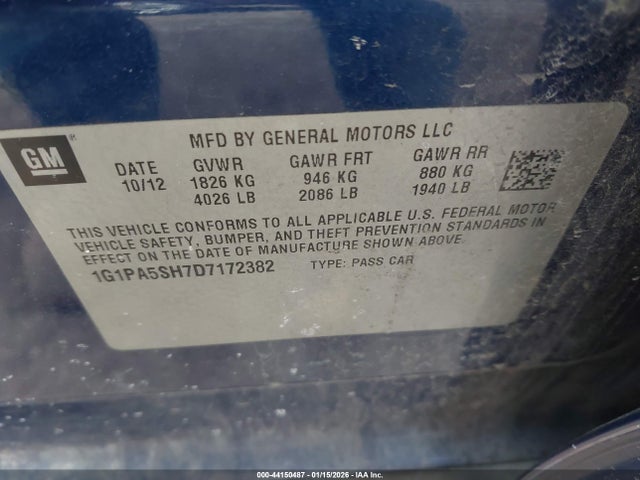 GM
MFD BY GENERAL MOTORS LLC
DATE GVWR GAWR FRT GAWR RR
10/12 1826 KG 946 KG 880 KG
4026 LB 2086 LB 1940 LB
THIS VEHICLE CONFORMS TO ALL APPLICABLE U.S. FEDERAL MOTOR
VEHICLE SAFETY, BUMPER, AND THEFT PREVENTION STANDARDS IN
EFFECT ON THE DATE OF MANUFACTURE SHOWN ABOVE.
1G1PA5SH7D7172382 TYPE: PASS CAR
000-44150487 - 01/15/2026 - IAA Inc.